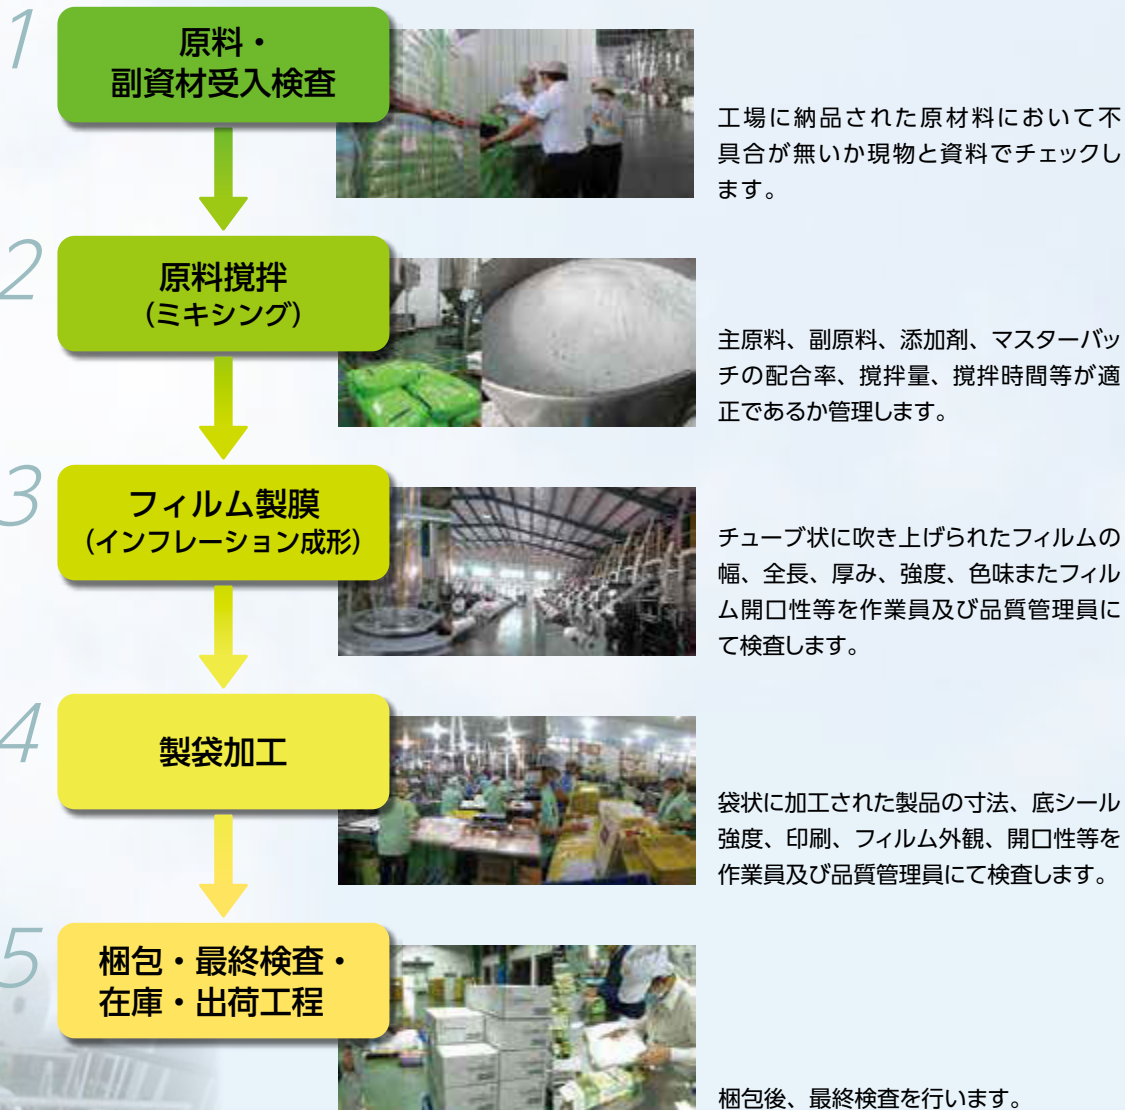 1
原料・
副資材受入検査
工場に納品された原材料において不
具合が無いか現物と資料でチェックし
ます。
2
原料撹拌
（ミキシング）
主原料、副原料、添加剤、マスターバッ
チの配合率、撹拌量、撹拌時間等が適
正であるか管理します。
3
フィルム製膜
（インフレーション成形）
チューブ状に吹き上げられたフィルムの
幅、全長、厚み、強度、色味またフィル
ム開口性等を作業員及び品質管理員に
て検査します。
4
製袋加工
袋状に加工された製品の寸法、底シール
強度、印刷、フィルム外観、開口性等を
作業員及び品質管理員にて検査します。
5
梱包・最終検査・
在庫・出荷工程
梱包後、最終検査を行います。